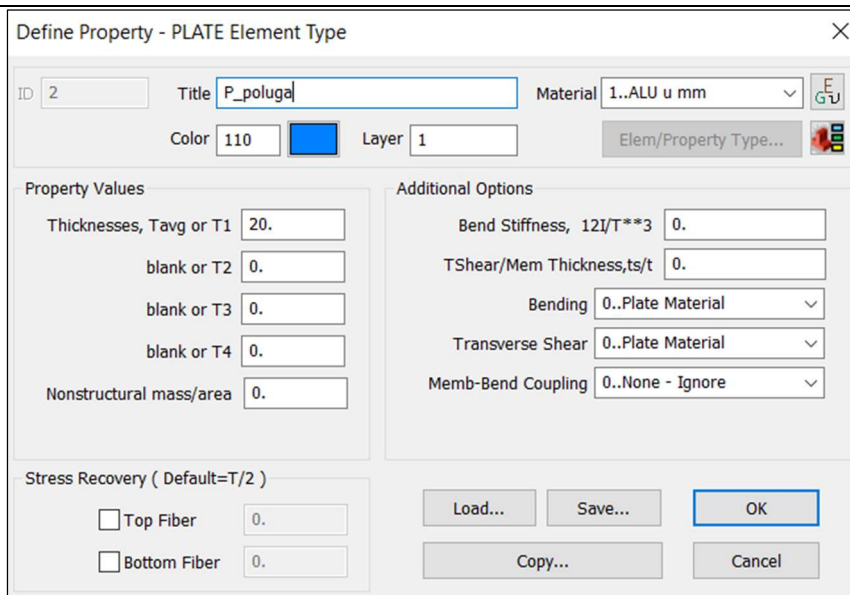 Define Property - PLATE Element Type
ID 2 Title P_poluga Material 1..ALU u mm
Color 110 Layer 1 Elem/Property Type...
Property Values
Thicknesses, Tavg or T1 20.
blank or T2 0.
blank or T3 0.
blank or T4 0.
Nonstructural mass/area 0.
Additional Options
Bend Stiffness, 12I/T**3 0.
TShear/Mem Thickness,ts/t 0.
Bending 0..Plate Material
Transverse Shear 0..Plate Material
Memb-Bend Coupling 0..None - Ignore
Stress Recovery ( Default=T/2 )
Top Fiber 0.
Bottom Fiber 0.
Load... Save... OK
Copy... Cancel